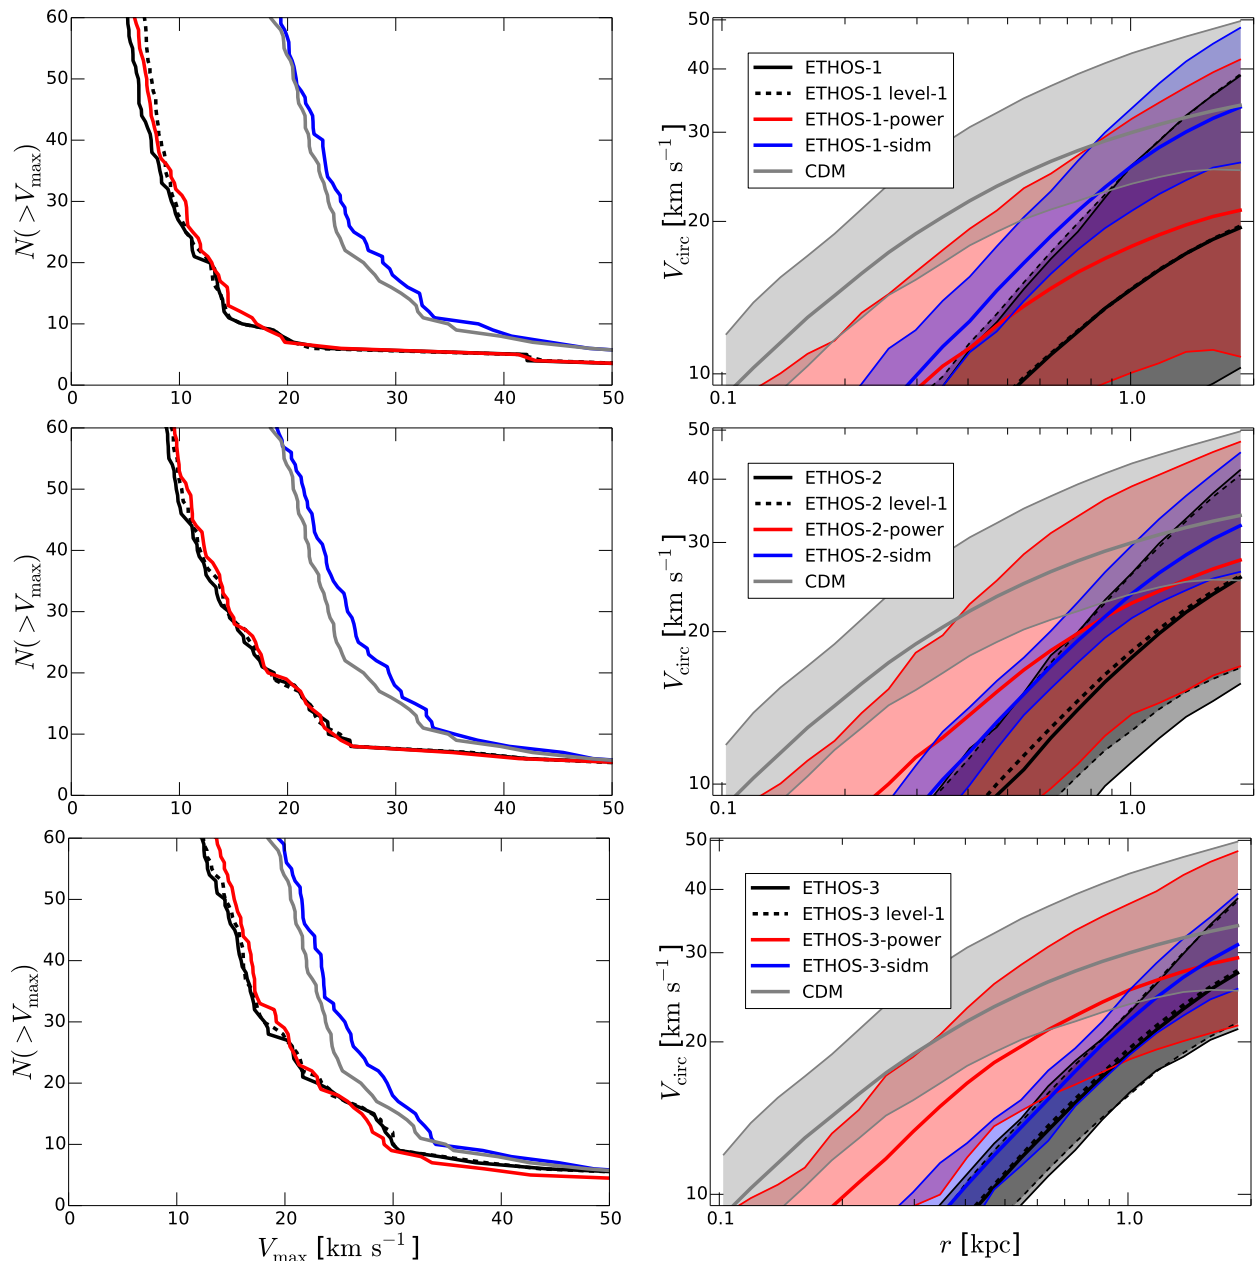 60
50
40
30
20
10
0
N(>V_max)
0 10 20 30 40 50
50
40
30
20
10
V_circ [km s⁻¹]
ETHOS-1
ETHOS-1 level-1
ETHOS-1-power
ETHOS-1-sidm
CDM
0.1 1.0
60
50
40
30
20
10
0
N(>V_max)
0 10 20 30 40 50
50
40
30
20
10
V_circ [km s⁻¹]
ETHOS-2
ETHOS-2 level-1
ETHOS-2-power
ETHOS-2-sidm
CDM
0.1 1.0
60
50
40
30
20
10
0
N(>V_max)
0 10 20 30 40 50
V_max [km s⁻¹]
50
40
30
20
10
V_circ [km s⁻¹]
ETHOS-3
ETHOS-3 level-1
ETHOS-3-power
ETHOS-3-sidm
CDM
0.1 1.0
r [kpc]